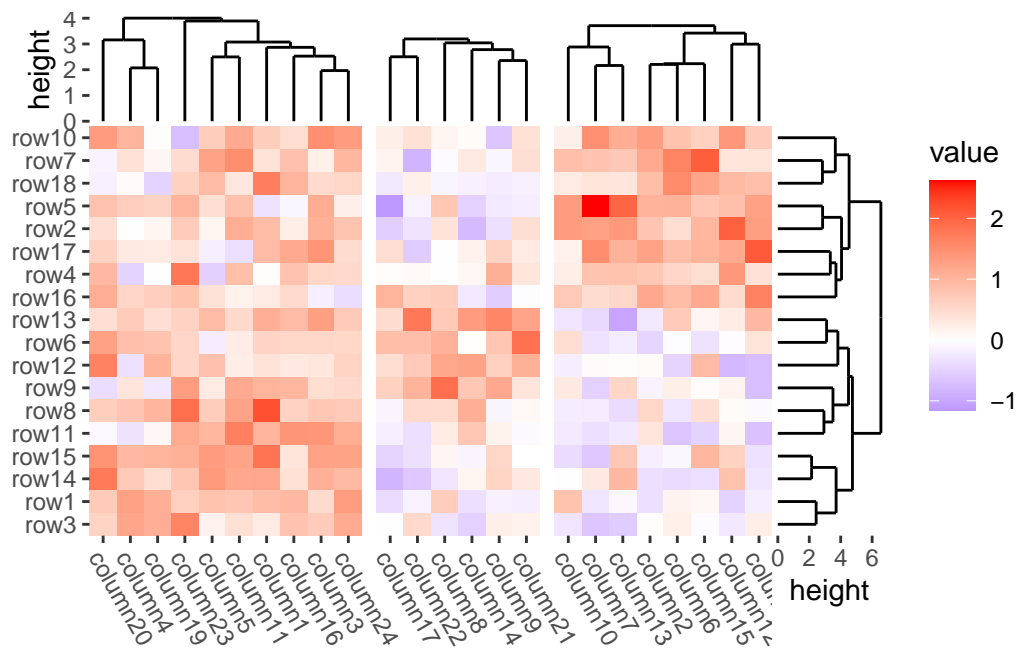 4
3
2
1
0
height
row10
row7
row18
row5
row2
row17
row4
row16
row13
row6
row12
row9
row8
row11
row15
row14
row1
row3
column20
column4
column19
column23
column5
column11
column1
column16
column3
column24
column17
column22
column8
column14
column9
column21
column10
column7
column13
column2
column6
column15
0 2 4 6
height
value
2
1
0
−1